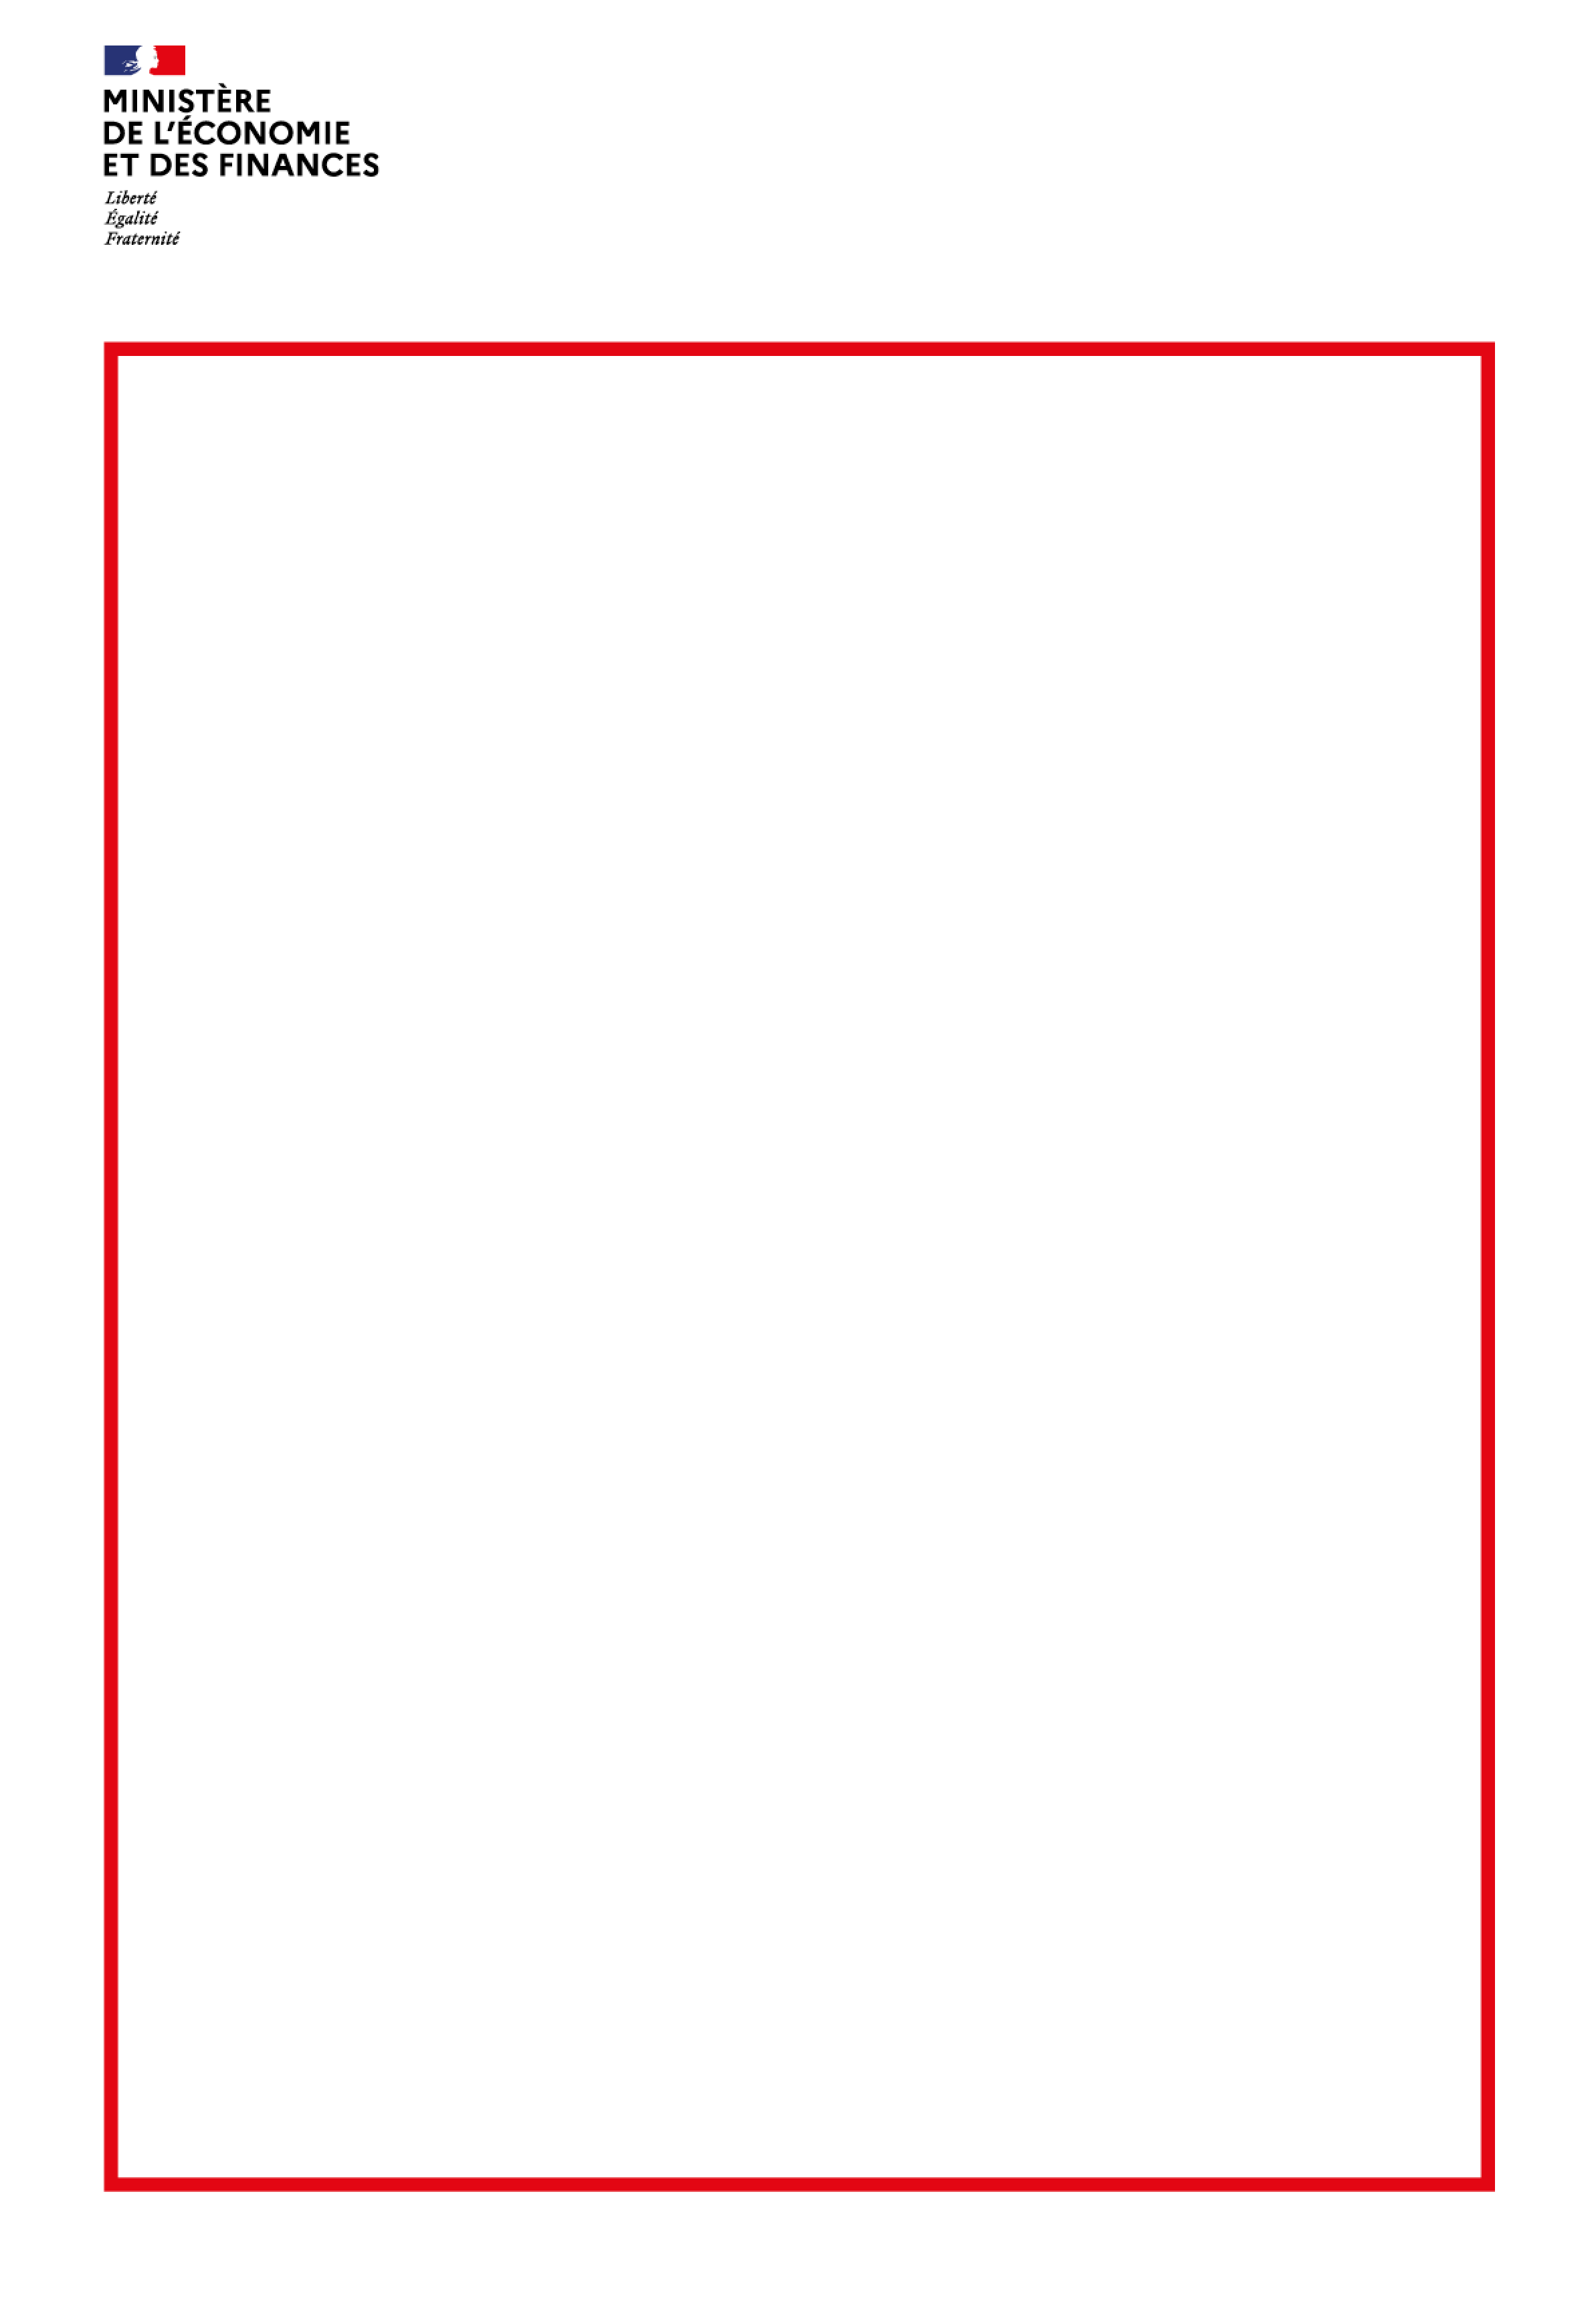 MINISTÈRE
DE L'ÉCONOMIE
ET DES FINANCES
Liberté
Égalité
Fraternité